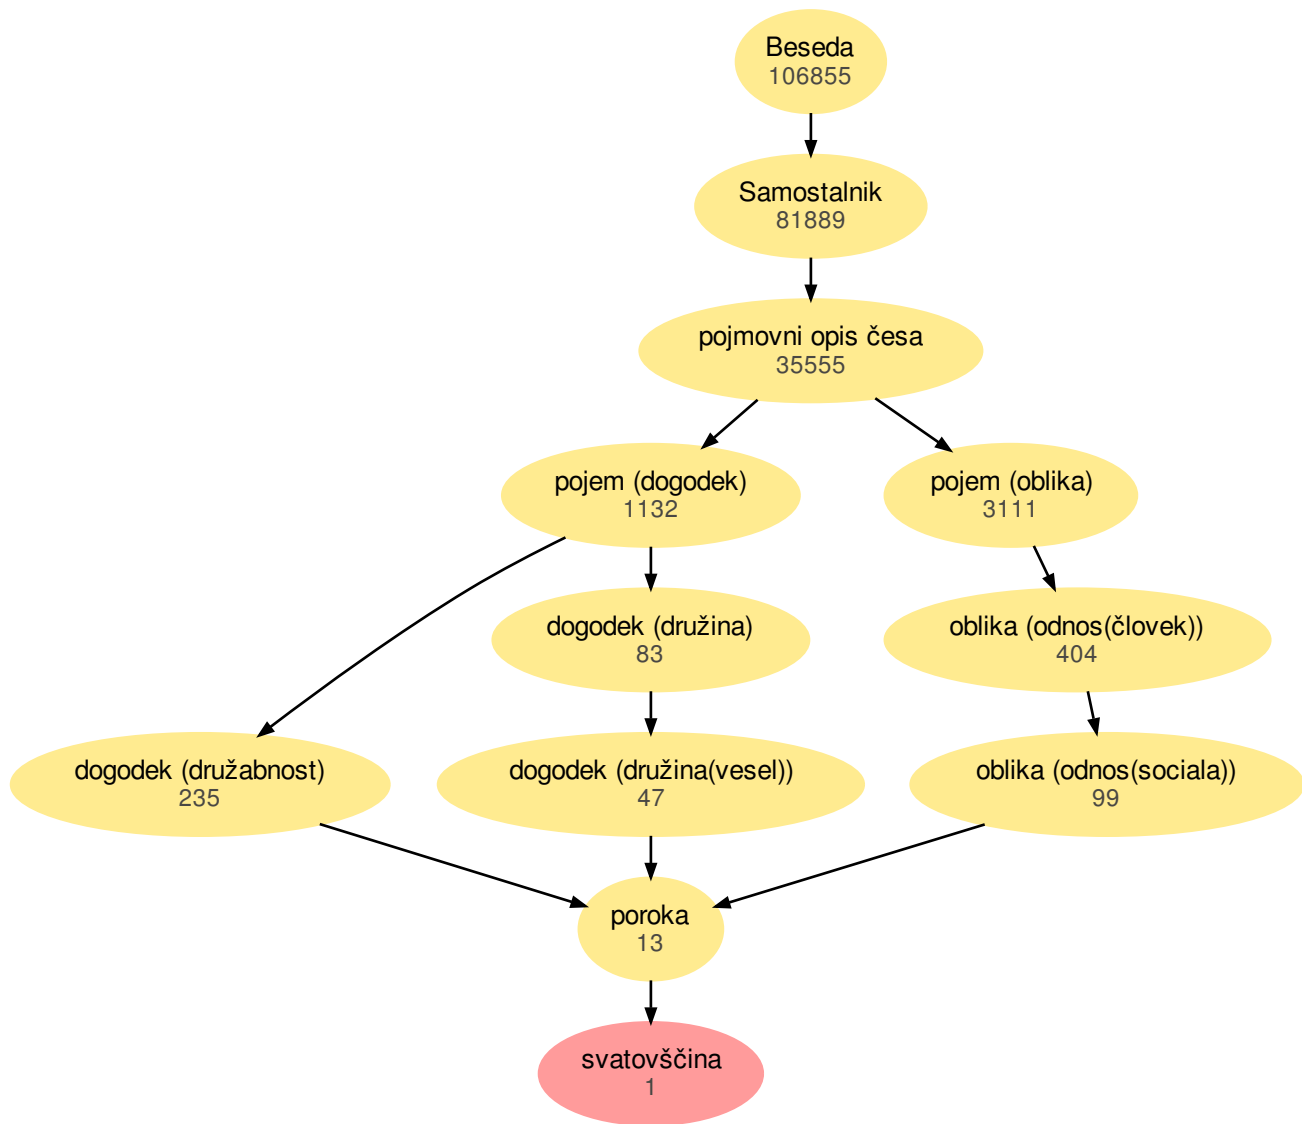 Beseda
106855
Samostalnik
81889
pojmovni opis česa
35555
pojem (dogodek)
1132
pojem (oblika)
3111
dogodek (družina)
83
oblika (odnos(človek))
404
dogodek (družabnost)
235
dogodek (družina(vesel))
47
oblika (odnos(sociala))
99
poroka
13
svatovščina
1